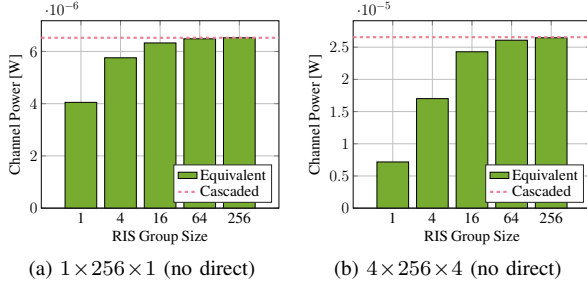 ·10⁻⁶
6
4
2
0
Channel Power [W]
1 4 16 64 256
RIS Group Size
Equivalent
Cascaded
(a) 1×256×1 (no direct)
·10⁻⁵
2.5
2
1.5
1
0.5
0
Channel Power [W]
1 4 16 64 256
RIS Group Size
Equivalent
Cascaded
(b) 4×256×4 (no direct)